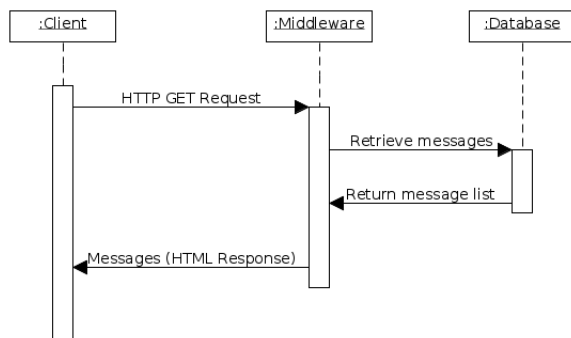 :Client
:Middleware
:Database
HTTP GET Request
Retrieve messages
Return message list
Messages (HTML Response)